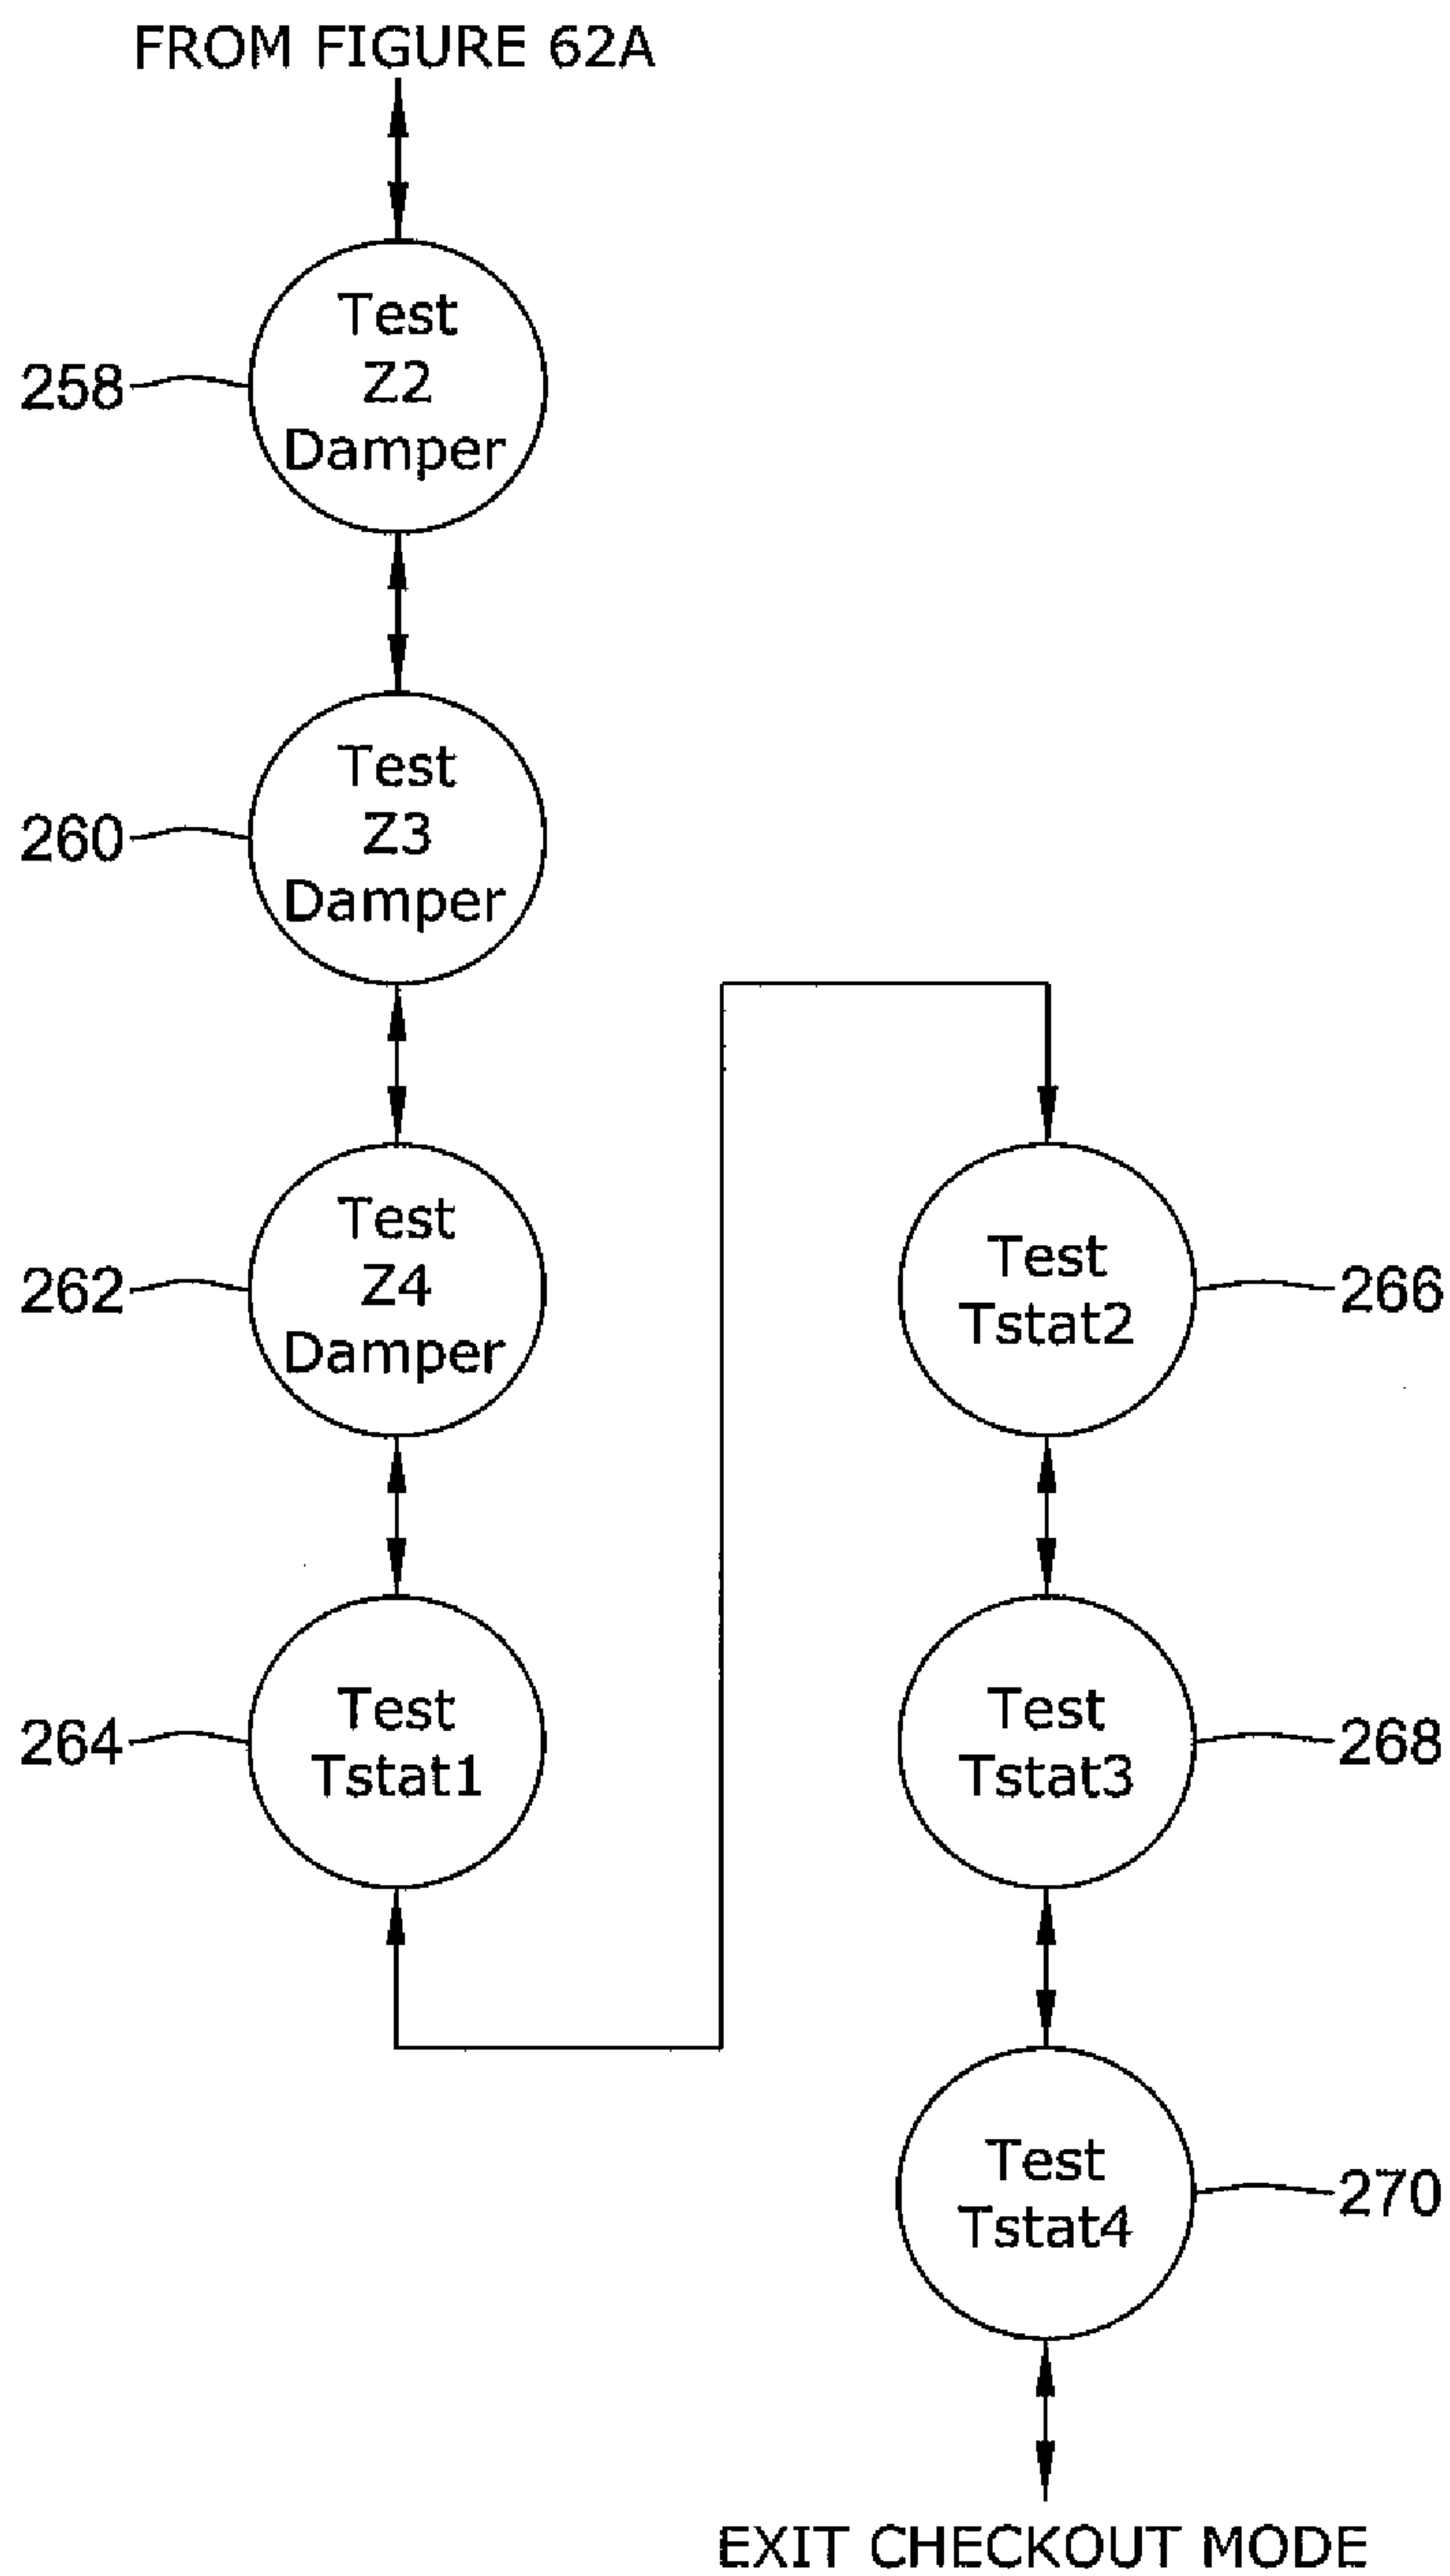 FROM FIGURE 62A
Test
Z2
Damper
258
Test
Z3
Damper
260
Test
Z4
Damper
262
Test
Tstat1
264
Test
Tstat2
266
Test
Tstat3
268
Test
Tstat4
270
EXIT CHECKOUT MODE